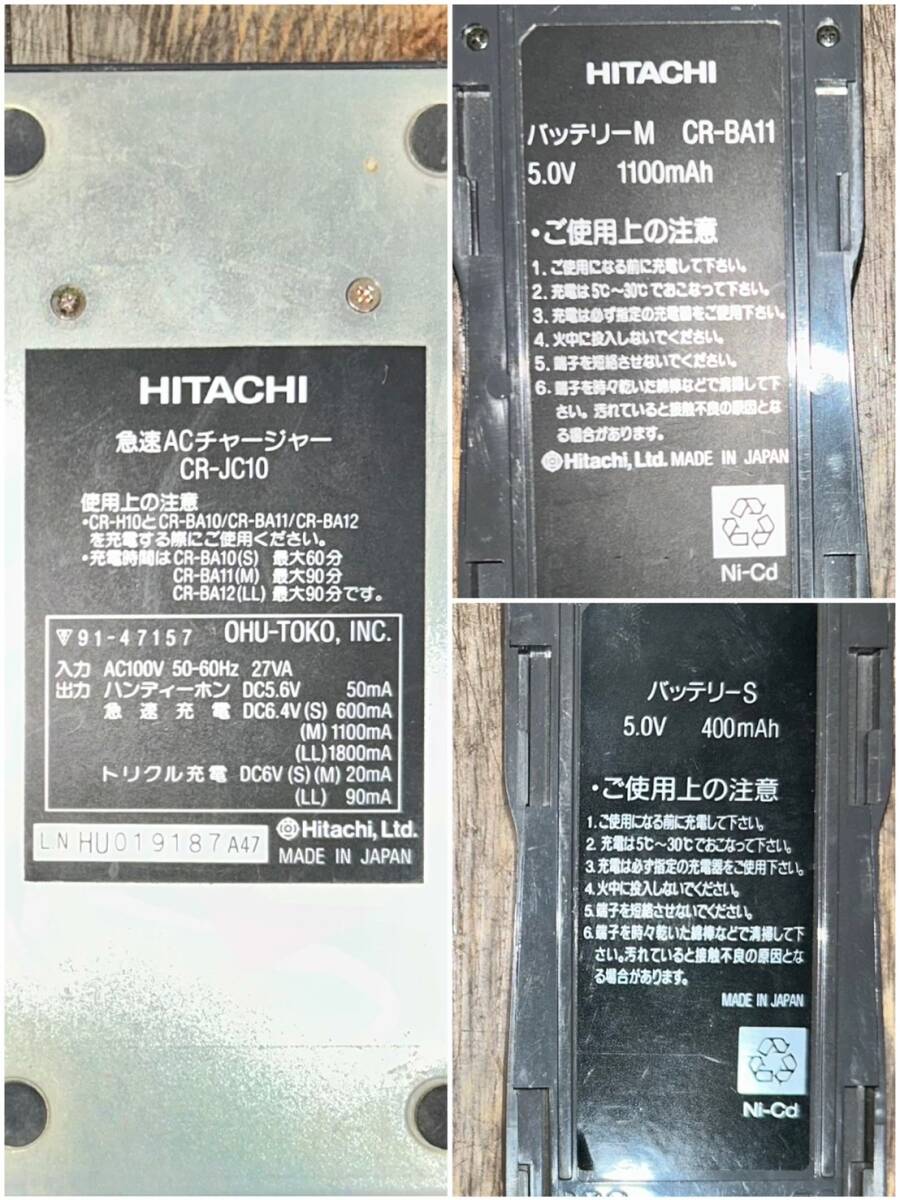 HITACHI
急速ACチャージャー
CR-JC10
使用上の注意
・CR-H10とCR-BA10/CR-BA11/CR-BA12
を充電する際にご使用ください。
・充電時間はCR-BA10(S) 最大60分
CR-BA11(M) 最大90分
CR-BA12(LL) 最大90分です。
91-47157 OHU-TOKO, INC.
入力 AC100V 50-60Hz 27VA
出力 ハンディーホン DC5.6V 50mA
急速充電 DC6.4V(S) 600mA
(M) 1100mA
(LL) 1800mA
トリクル充電 DC6V(S)(M) 20mA
(LL) 90mA
LN HU019187 A47
Hitachi, Ltd.
MADE IN JAPAN
HITACHI
バッテリーM CR-BA11
5.0V 1100mAh
・ご使用上の注意
1. ご使用になる前に充電して下さい。
2. 充電は5℃〜30℃でおこなって下さい。
3. 充電は必ず指定の充電器をご使用下さい。
4. 火中に投入しないでください。
5. 端子を短絡させないでください。
6. 端子を時々乾いた綿棒などで清掃して下
さい。汚れていると接触不良の原因とな
る場合があります。
Hitachi, Ltd. MADE IN JAPAN
Ni-Cd
バッテリーS
5.0V 400mAh
・ご使用上の注意
1. ご使用になる前に充電して下さい。
2. 充電は5℃〜30℃でおこなって下さい。
3. 充電は必ず指定の充電器をご使用下さい。
4. 火中に投入しないでください。
5. 端子を短絡させないでください。
6. 端子を時々乾いた綿棒などで清掃して下
さい。汚れていると接触不良の原因とな
る場合があります。
MADE IN JAPAN
Ni-Cd